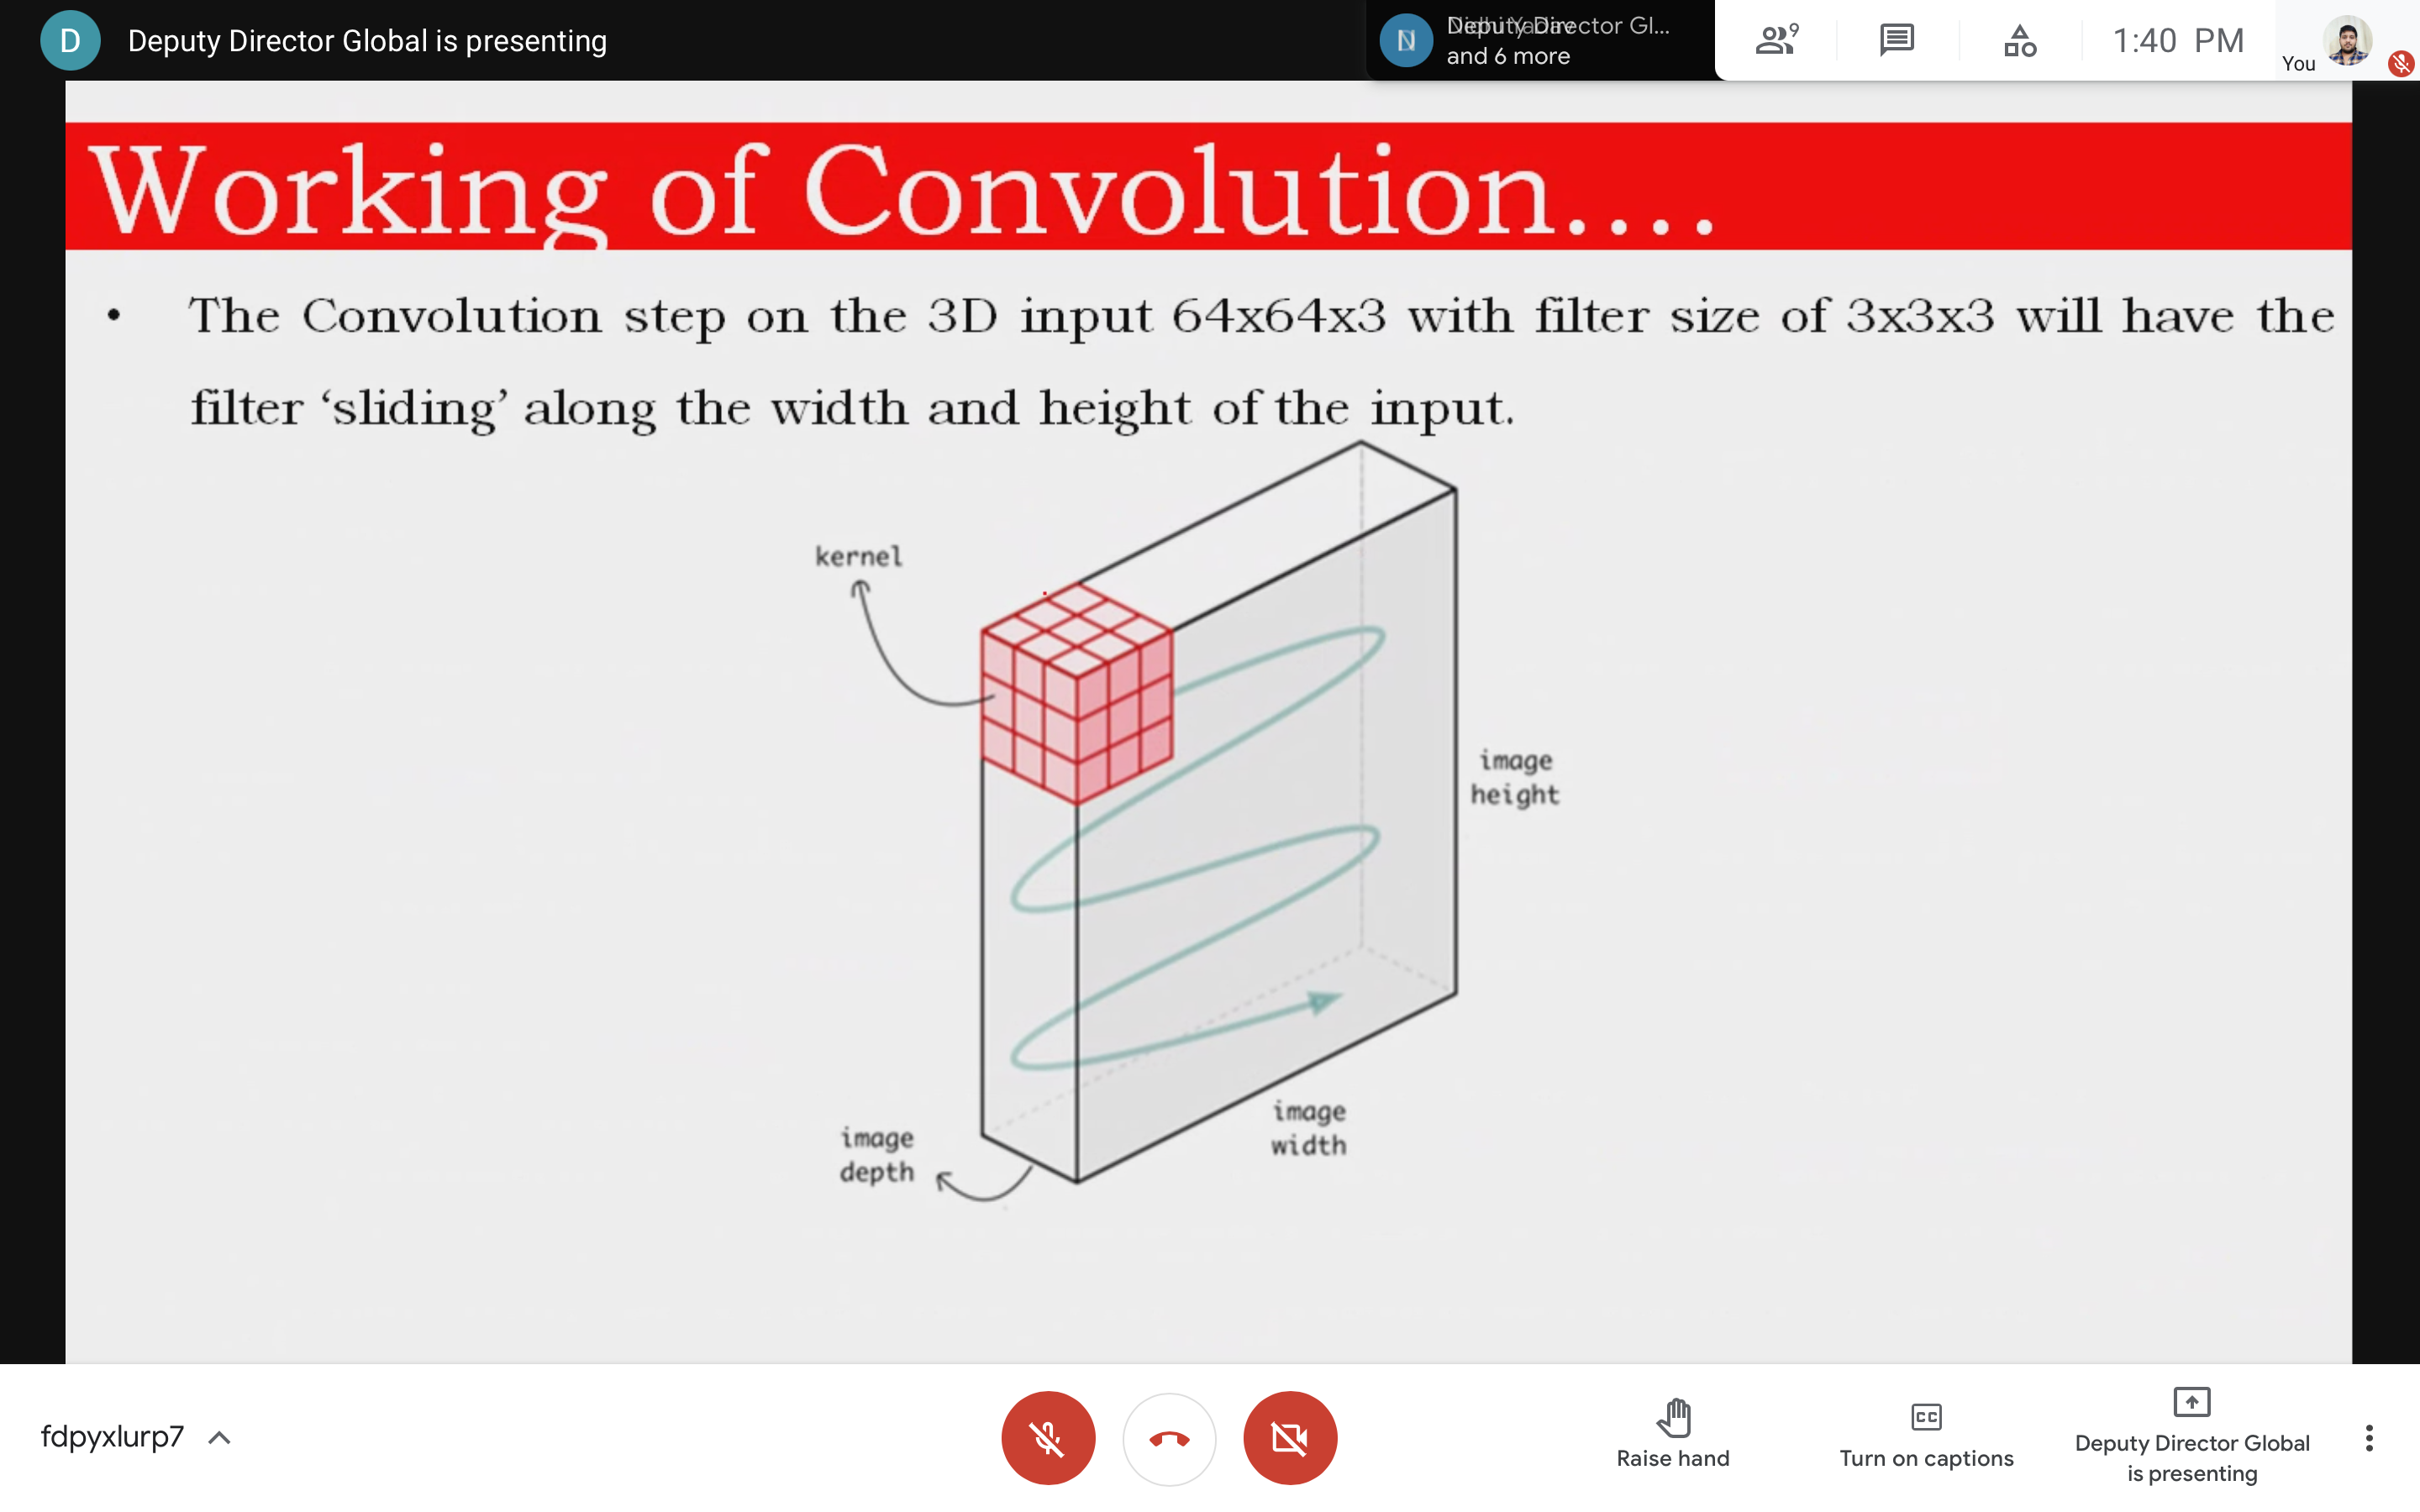 D
Deputy Director Global is presenting
N
Deputy Director Gl...
and 6 more
9
1:40 PM
You
Working of Convolution....
• The Convolution step on the 3D input 64x64x3 with filter size of 3x3x3 will have the
filter ‘sliding’ along the width and height of the input.
kernel
image
height
image
width
image
depth
fdpyxlurp7
Raise hand
CC
Turn on captions
Deputy Director Global
is presenting